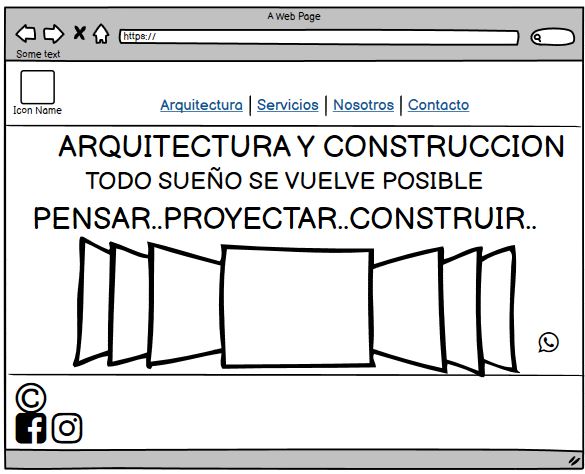 A Web Page
https://
Some text
Icon Name
Arquitectura | Servicios | Nosotros | Contacto
ARQUITECTURA Y CONSTRUCCION
TODO SUEÑO SE VUELVE POSIBLE
PENSAR..PROYECTAR..CONSTRUIR..
©